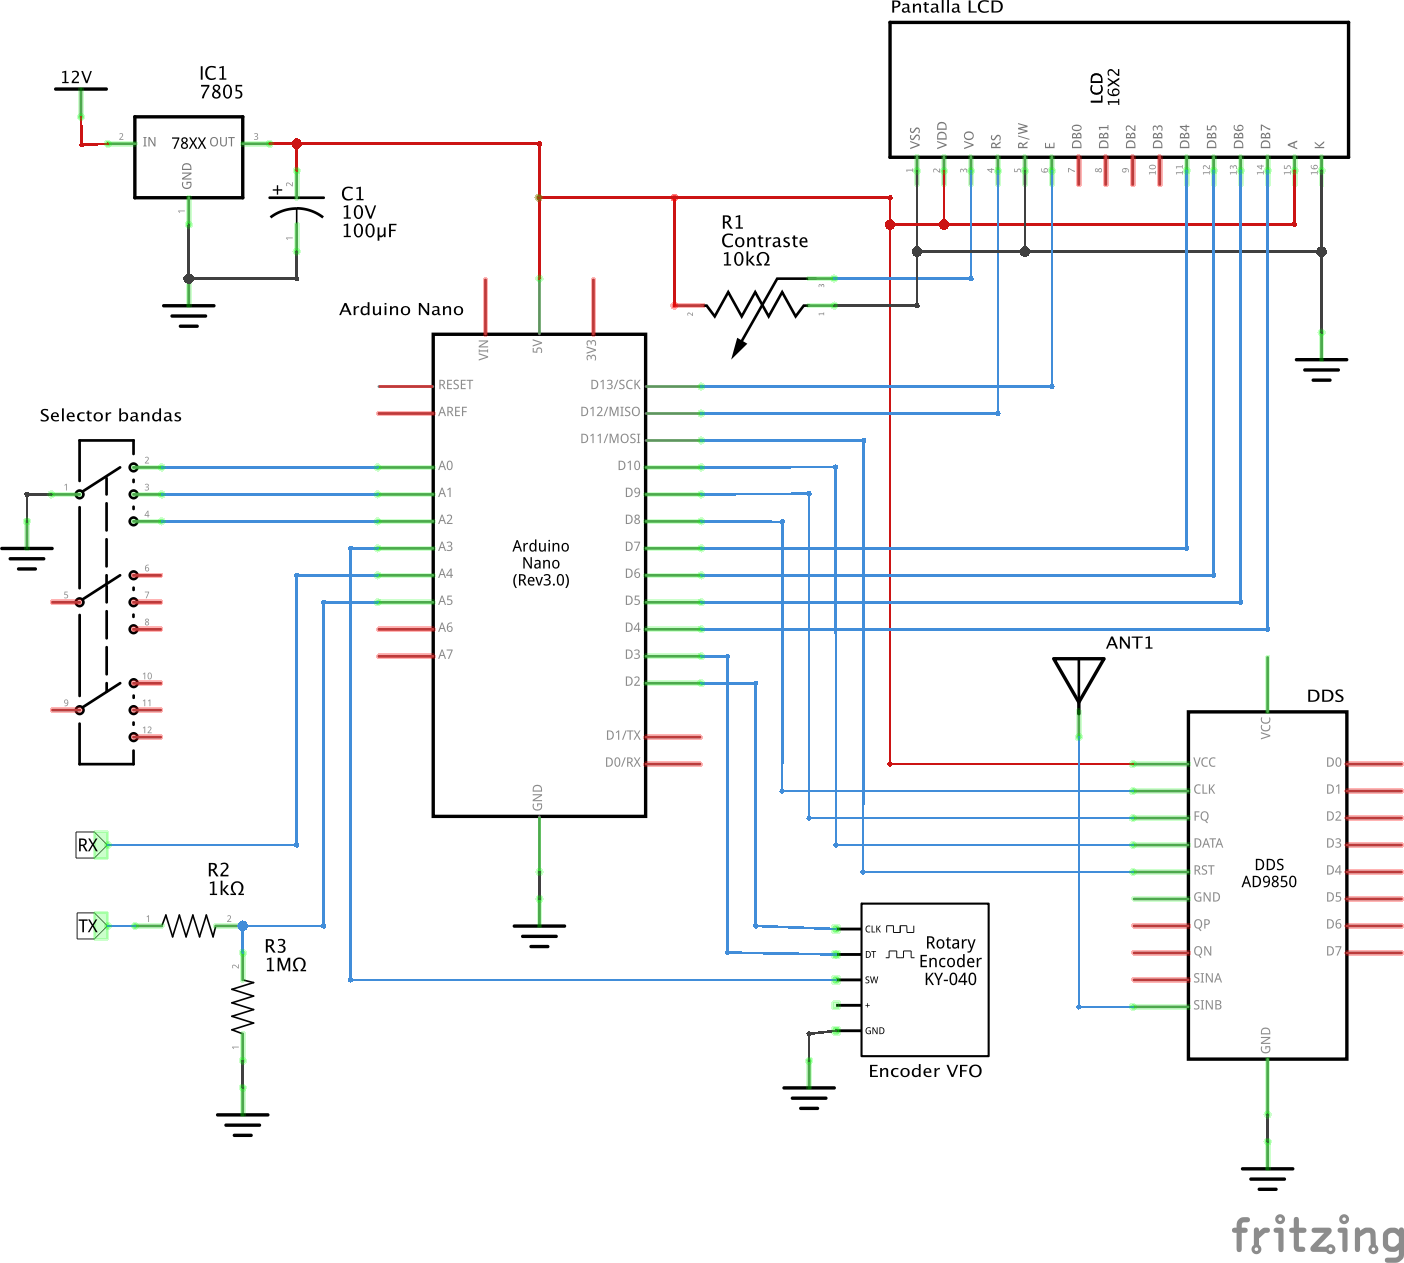 Pantalla LCD
LCD
16X2
VSS
VDD
VO
RS
R/W
E
DB0
DB1
DB2
DB3
DB4
DB5
DB6
DB7
A
K
1
2
3
4
5
6
7
8
9
10
11
12
13
14
15
16
12V
IC1
7805
2
IN
78XX
OUT
3
GND
1
+
2
1
C1
10V
100µF
R1
Contraste
10kΩ
3
2
1
Arduino Nano
VIN
5V
3V3
RESET
AREF
A0
A1
A2
A3
A4
A5
A6
A7
D13/SCK
D12/MISO
D11/MOSI
D10
D9
D8
D7
D6
D5
D4
D3
D2
D1/TX
D0/RX
GND
Arduino
Nano
(Rev3.0)
Selector bandas
1
2
3
4
5
6
7
8
9
10
11
12
RX
TX
R2
1kΩ
1
2
R3
1MΩ
2
1
ANT1
DDS
VCC
VCC
CLK
FQ
DATA
RST
GND
QP
QN
SINA
SINB
D0
D1
D2
D3
D4
D5
D6
D7
DDS
AD9850
GND
CLK
DT
SW
+
GND
Rotary
Encoder
KY-040
Encoder VFO
fritzing